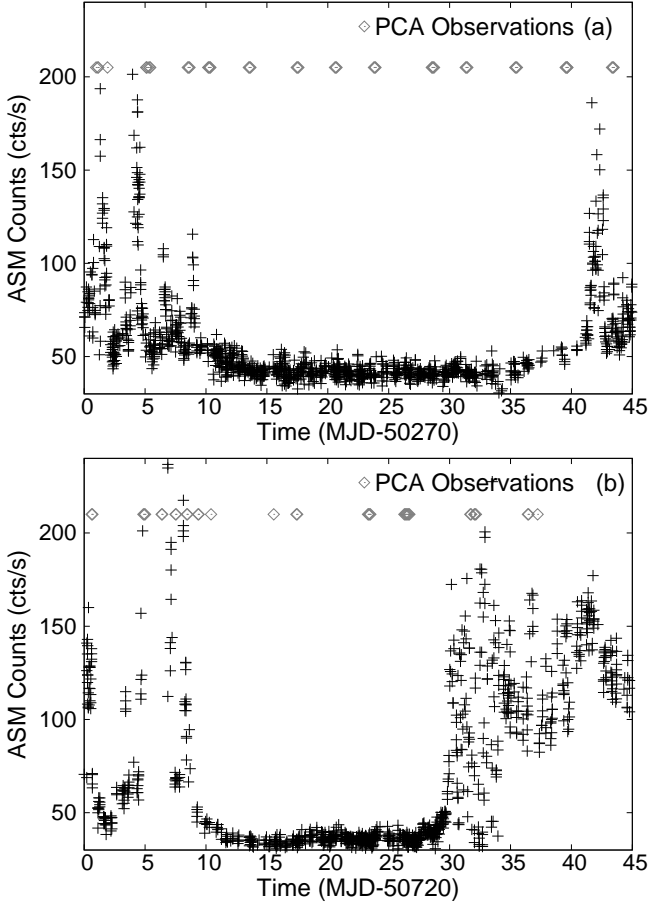 ◇ PCA Observations (a)
200
150
100
50
ASM Counts (cts/s)
0 5 10 15 20 25 30 35 40 45
Time (MJD-50270)
◇ PCA Observations (b)
200
150
100
50
ASM Counts (cts/s)
0 5 10 15 20 25 30 35 40 45
Time (MJD-50720)